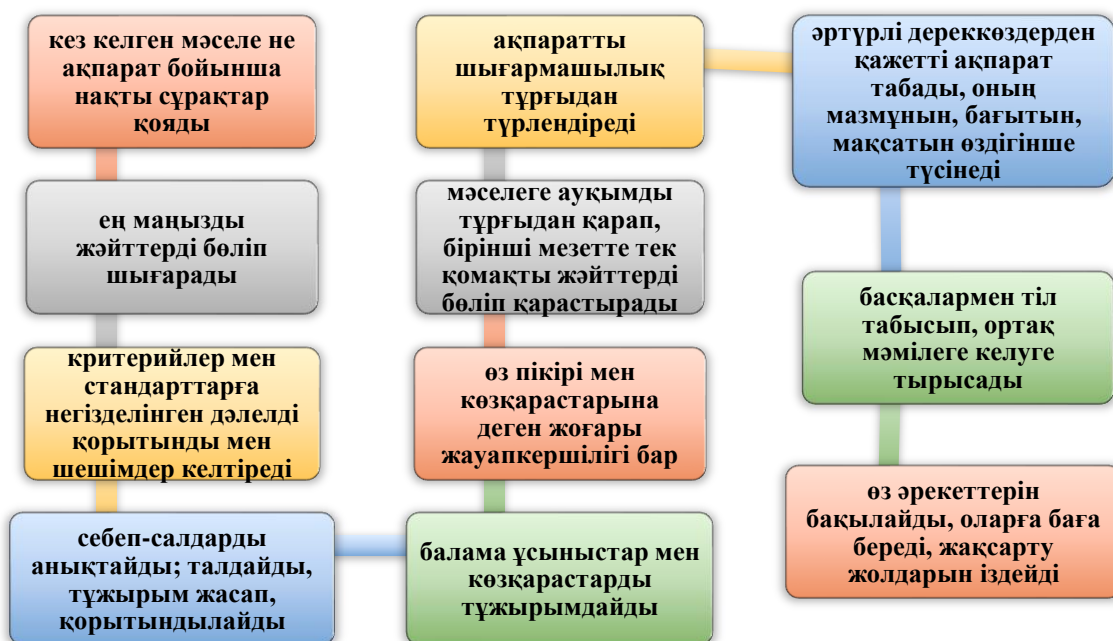 кез келген мәселе не
ақпарат бойынша
нақты сұрақтар
қояды
ең маңызды
жәйттерді бөліп
шығарады
критерийлер мен
стандарттарға
негізделінген дәлелді
қорытынды мен
шешімдер келтіреді
себеп-салдарды
анықтайды; талдайды,
тұжырым жасап,
қорытындылайды
балама ұсыныстар мен
көзқарастарды
тұжырымдайды
өз пікірі мен
көзқарастарына
деген жоғары
жауапкершілігі бар
мәселеге ауқымды
тұрғыдан қарап,
бірінші мезетте тек
қомақты жәйттерді
бөліп қарастырады
ақпаратты
шығармашылық
тұрғыдан
түрлендіреді
әртүрлі дереккөздерден
қажетті ақпарат
табады, оның
мазмұнын, бағытын,
мақсатын өздігінше
түсінеді
басқалармен тіл
табысып, ортақ
мәмілеге келуге
тырысады
өз әрекеттерін
бақылайды, оларға баға
береді, жақсарту
жолдарын іздейді